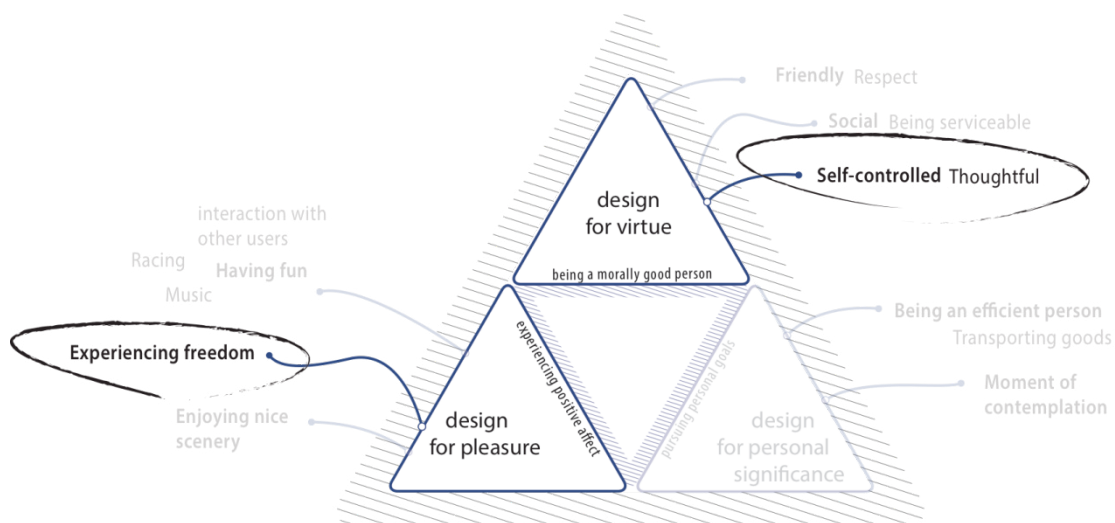 Friendly Respect
Social Being serviceable
Self-controlled Thoughtful
design
for virtue
being a morally good person
interaction with
other users
Racing
Having fun
Music
Experiencing freedom
Enjoying nice
scenery
design
for pleasure
experiencing positive affect
pursuing personal goals
design
for personal
significance
Being an efficient person
Transporting goods
Moment of
contemplation